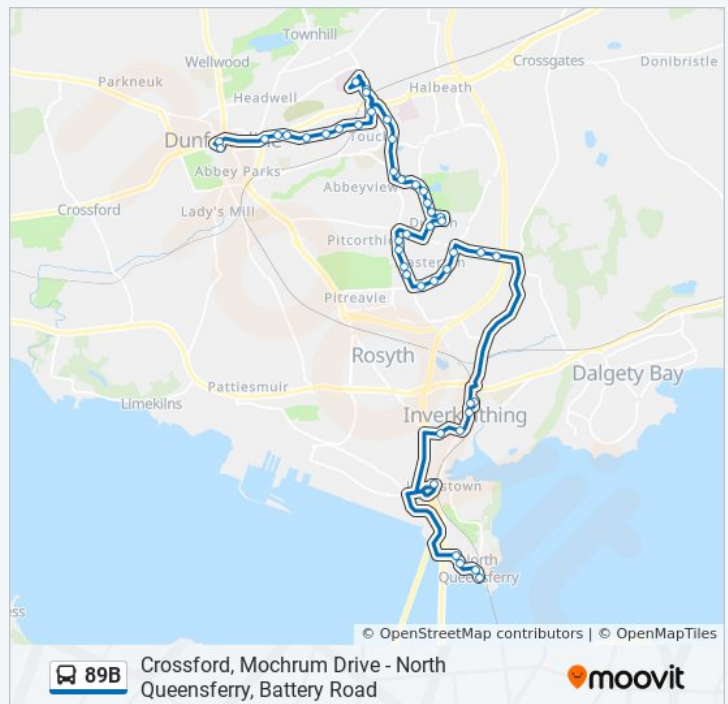 Townhill
Crossgates
Donibristle
Wellwood
Parkneuk
Halbeath
Headwell
Touch
Abbey Parks
Abbeyview
Crossford
Lady's Mill
Pitcorthie
Pitreavie
Rosyth
Dalgety Bay
Pattiesmuir
Limekilns
North
Queensferry
© OpenStreetMap contributors | © OpenMapTiles
89B
Crossford, Mochrum Drive - North
Queensferry, Battery Road
moovit